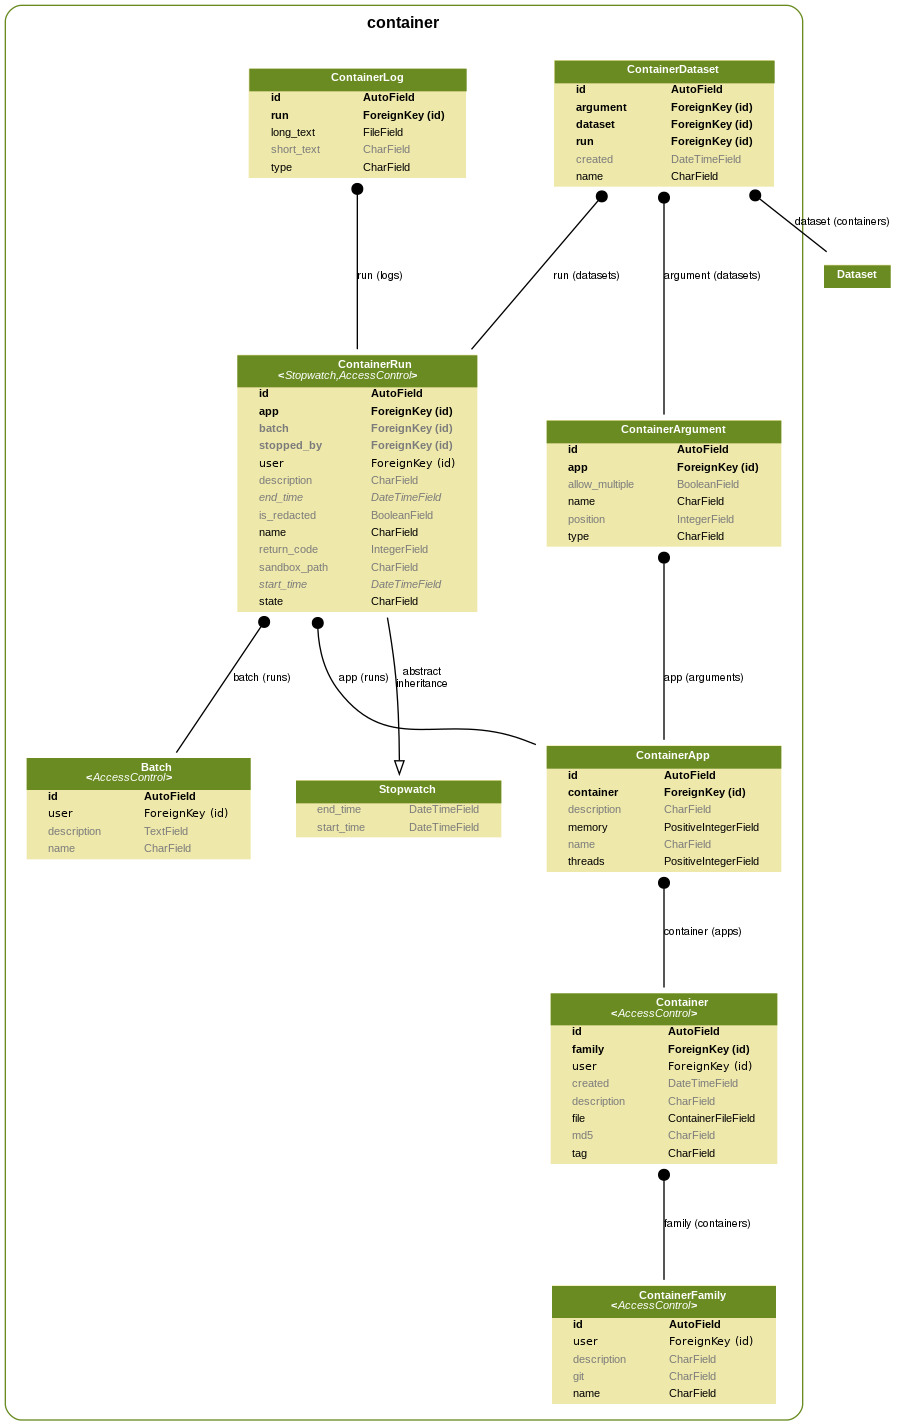 container
ContainerLog
id AutoField
run ForeignKey (id)
long_text FileField
short_text CharField
type CharField
ContainerDataset
id AutoField
argument ForeignKey (id)
dataset ForeignKey (id)
run ForeignKey (id)
created DateTimeField
name CharField
dataset (containers)
Dataset
run (logs)
run (datasets)
argument (datasets)
ContainerRun
<Stopwatch,AccessControl>
id AutoField
app ForeignKey (id)
batch ForeignKey (id)
stopped_by ForeignKey (id)
user ForeignKey (id)
description CharField
end_time DateTimeField
is_redacted BooleanField
name CharField
return_code IntegerField
sandbox_path CharField
start_time DateTimeField
state CharField
ContainerArgument
id AutoField
app ForeignKey (id)
allow_multiple BooleanField
name CharField
position IntegerField
type CharField
batch (runs)
app (runs)
abstract
inheritance
app (arguments)
Batch
<AccessControl>
id AutoField
user ForeignKey (id)
description TextField
name CharField
Stopwatch
end_time DateTimeField
start_time DateTimeField
ContainerApp
id AutoField
container ForeignKey (id)
description CharField
memory PositiveIntegerField
name CharField
threads PositiveIntegerField
container (apps)
Container
<AccessControl>
id AutoField
family ForeignKey (id)
user ForeignKey (id)
created DateTimeField
description CharField
file ContainerFileField
md5 CharField
tag CharField
family (containers)
ContainerFamily
<AccessControl>
id AutoField
user ForeignKey (id)
description CharField
git CharField
name CharField